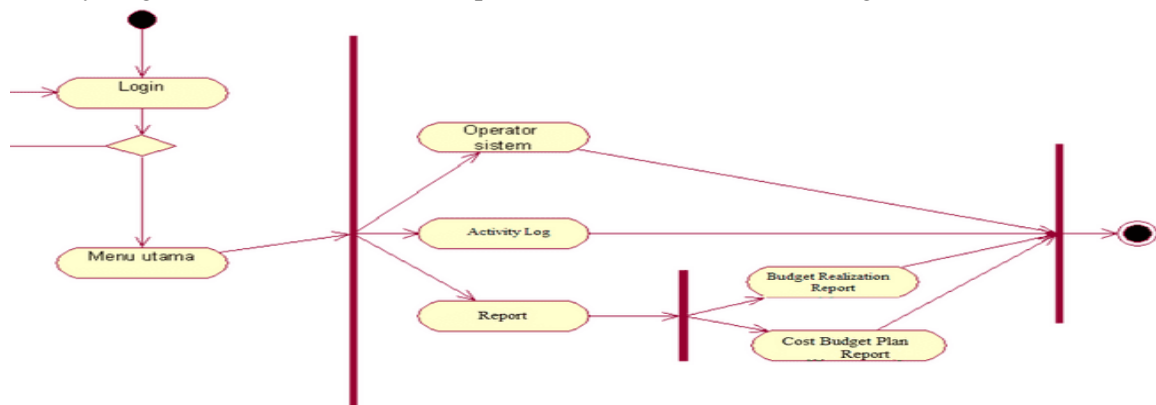 Login
Operator
sistem
Activity Log
Menu utama
Budget Realization
Report
Report
Cost Budget Plan
Report